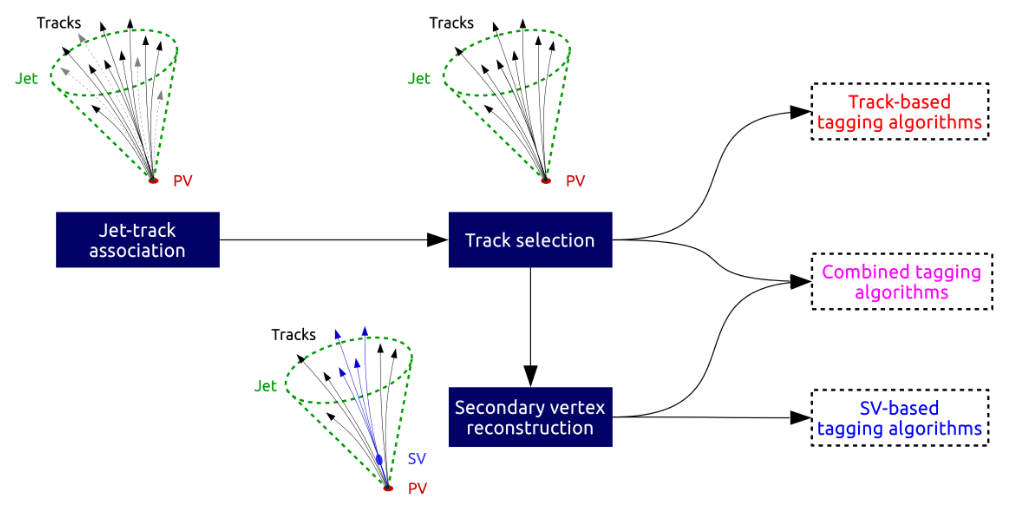 Tracks
Jet
PV
Tracks
Jet
PV
Track-based
tagging algorithms
Jet-track
association
Track selection
Combined tagging
algorithms
Tracks
Jet
SV
PV
Secondary vertex
reconstruction
SV-based
tagging algorithms